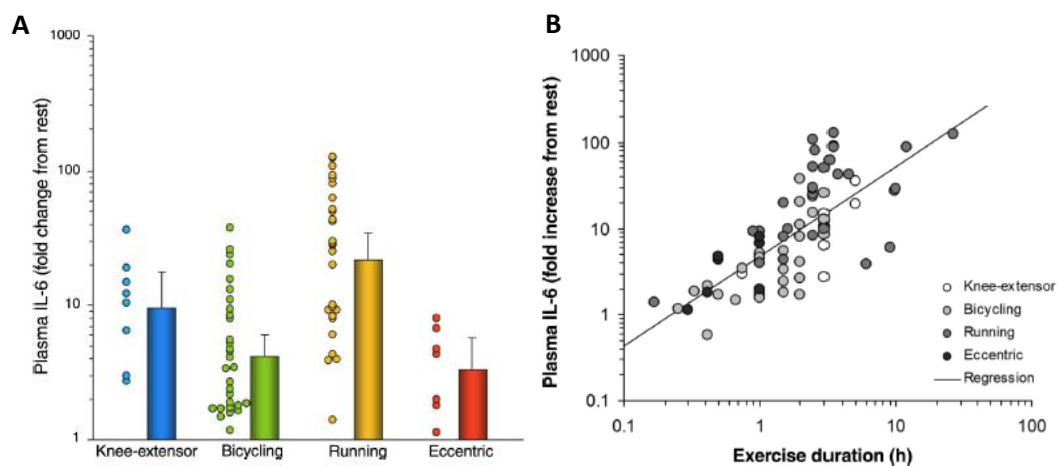 A
Plasma IL-6 (fold change from rest)
1000
100
10
1
Knee-extensor
Bicycling
Running
Eccentric
B
Plasma IL-6 (fold increase from rest)
1000
100
10
1
0.1
0.1
1
10
100
Exercise duration (h)
Knee-extensor
Bicycling
Running
Eccentric
Regression